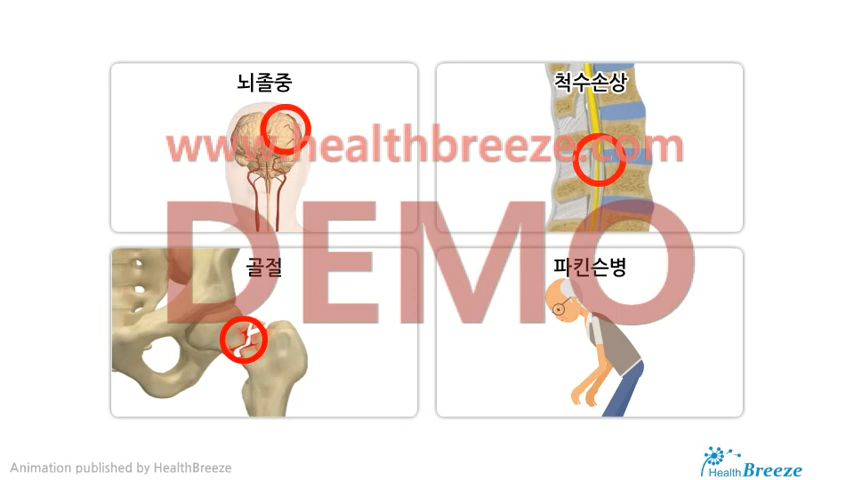 뇌졸중
척수손상
www.healthbreeze.com
DEMO
골절
파킨슨병
Animation published by HealthBreeze
Health Breeze